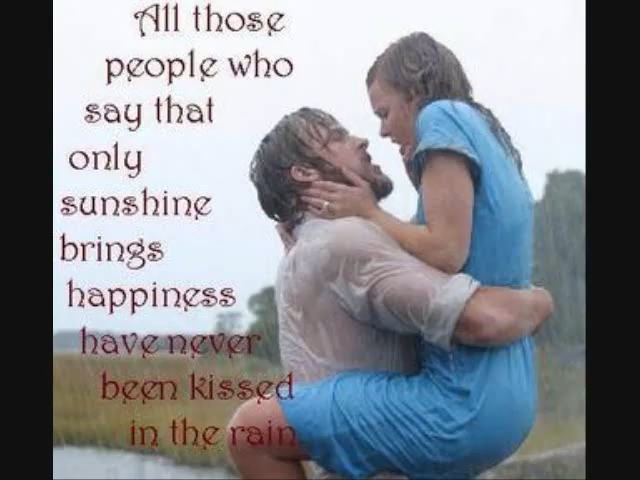 All those
people who
say that
only
sunshine
brings
happiness
have never
been kissed
in the rain